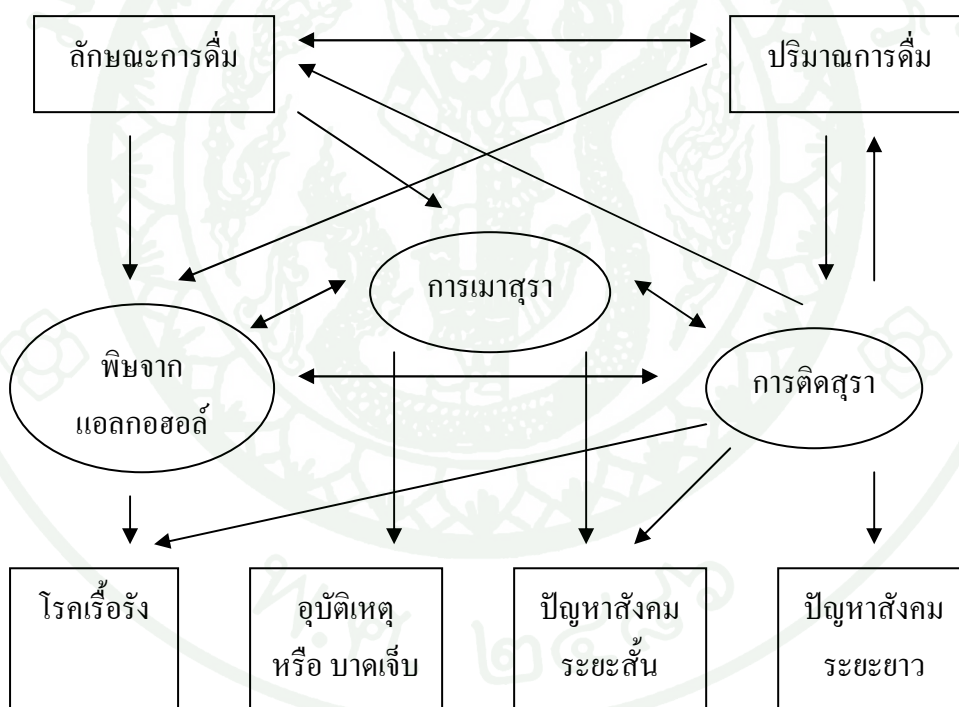 ลักษณะการดื่ม
ปริมาณการดื่ม
การเมาสุรา
พิษจาก
แอลกอฮอล์
การติดสุรา
โรคเรื้อรัง
อุบัติเหตุ
หรือ บาดเจ็บ
ปัญหาสังคม
ระยะสั้น
ปัญหาสังคม
ระยะยาว